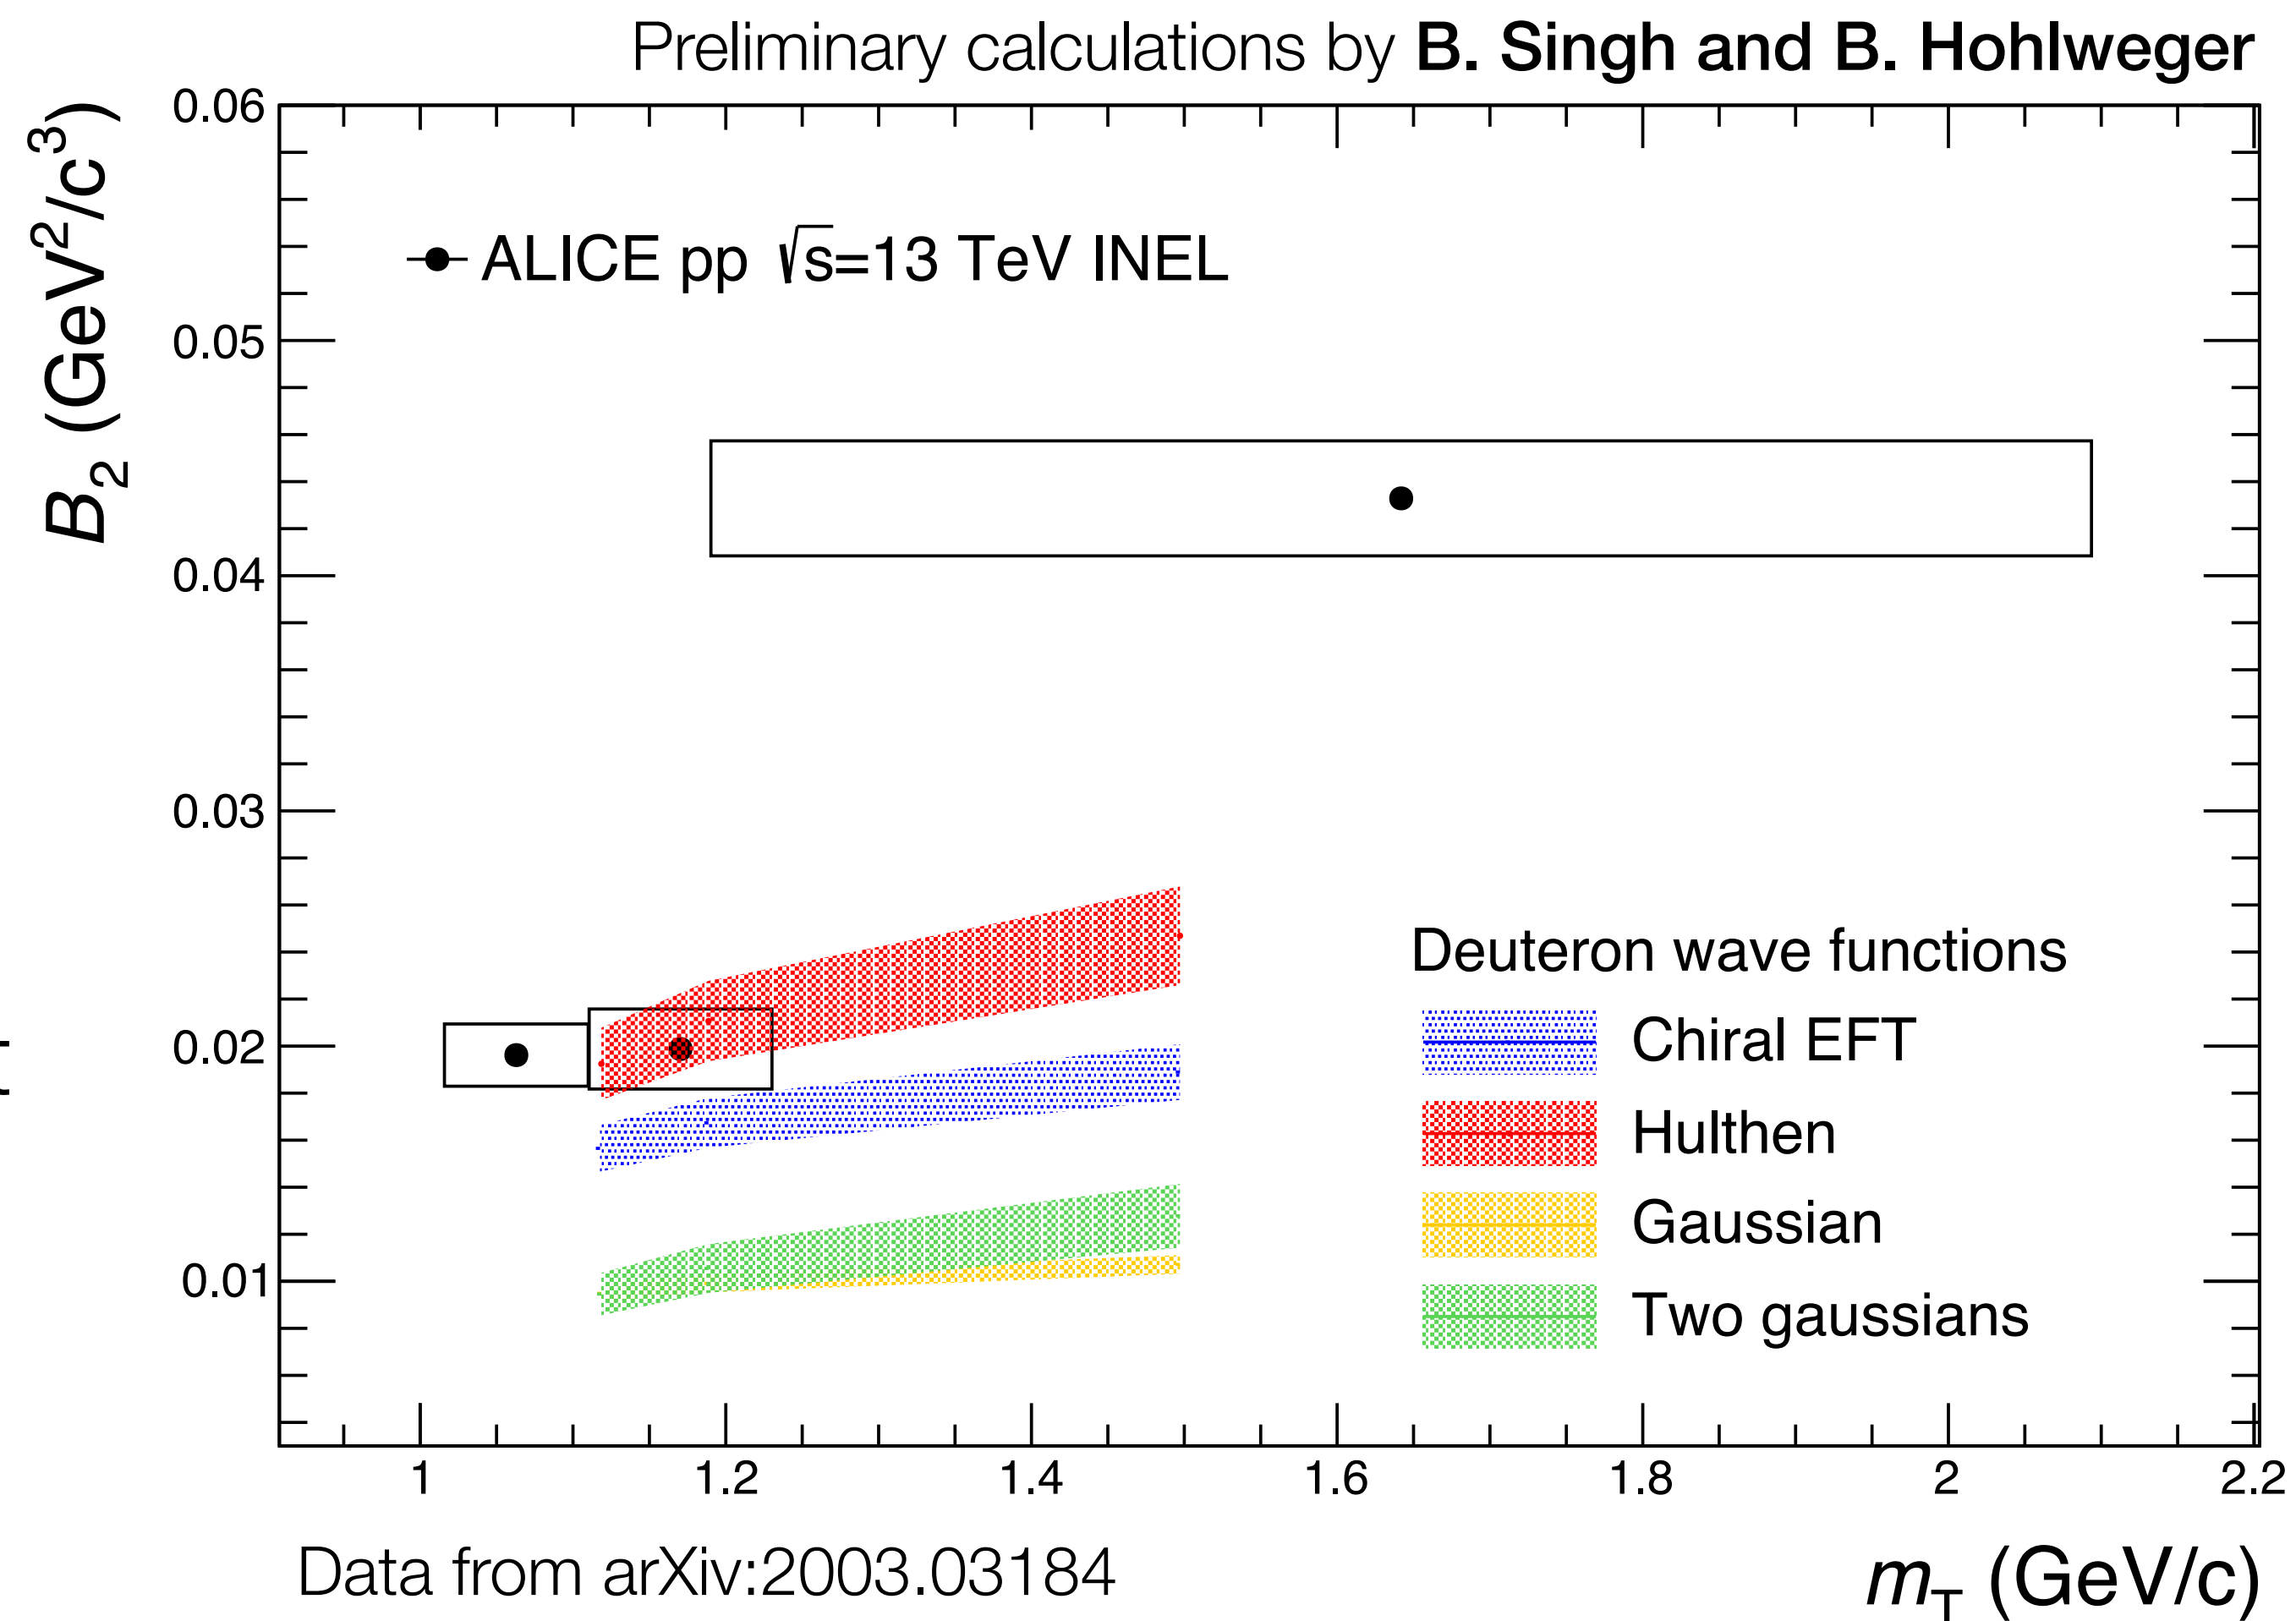 Preliminary calculations by B. Singh and B. Hohlweger
B₂ (GeV²/c³)
0.06
0.05
0.04
0.03
0.02
0.01
ALICE pp √s=13 TeV INEL
Deuteron wave functions
Chiral EFT
Hulthen
Gaussian
Two gaussians
1 1.2 1.4 1.6 1.8 2 2.2
Data from arXiv:2003.03184
m_T (GeV/c)